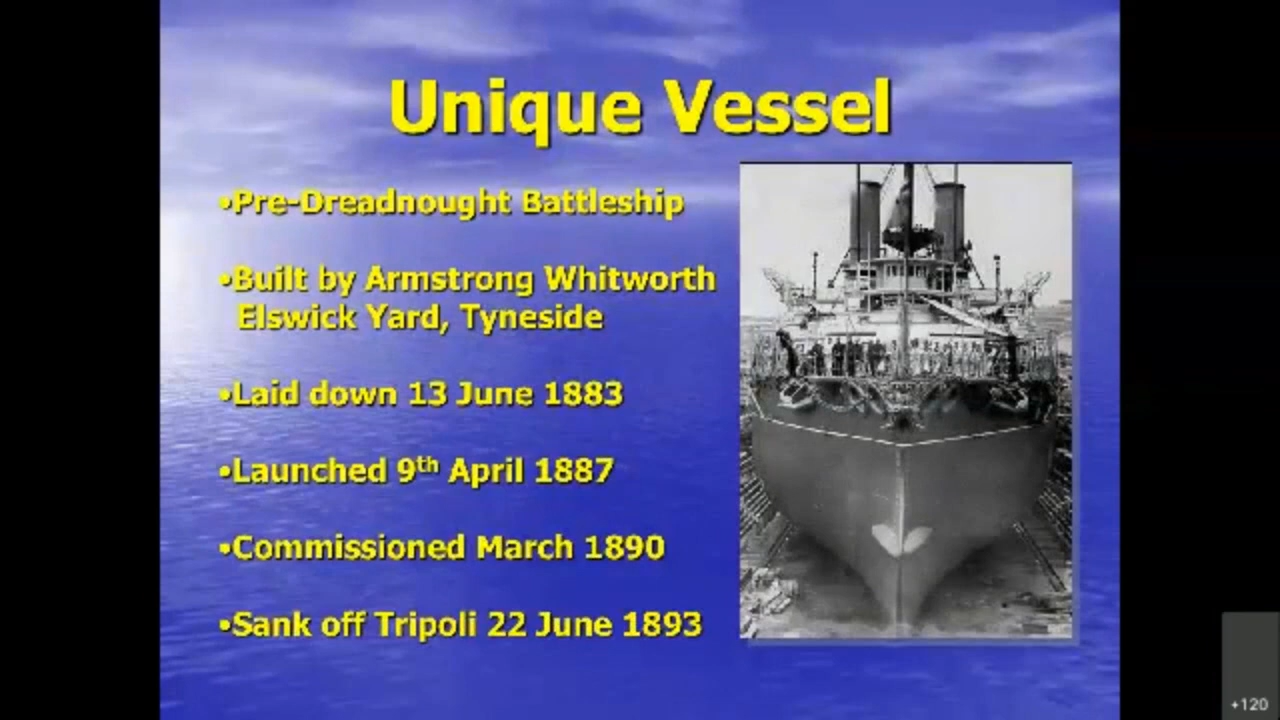 Unique Vessel
•Pre-Dreadnought Battleship
•Built by Armstrong Whitworth
Elswick Yard, Tyneside
•Laid down 13 June 1883
•Launched 9th April 1887
•Commissioned March 1890
•Sank off Tripoli 22 June 1893
+120